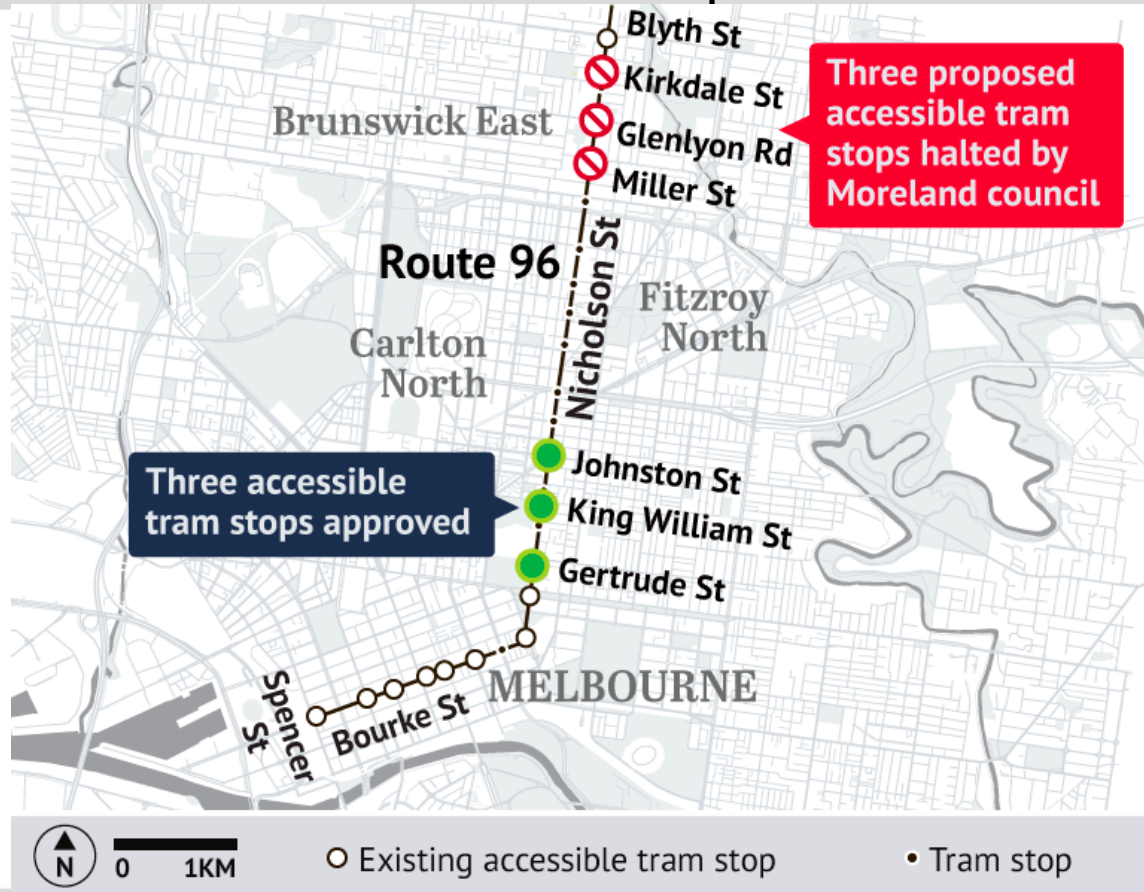 Blyth St
Kirkdale St
Glenlyon Rd
Miller St
Three proposed
accessible tram
stops halted by
Moreland council
Brunswick East
Route 96
Nicholson St
Fitzroy
North
Carlton
North
Three accessible
tram stops approved
Johnston St
King William St
Gertrude St
MELBOURNE
Spencer
St
Bourke St
N
0 1KM
Existing accessible tram stop
Tram stop